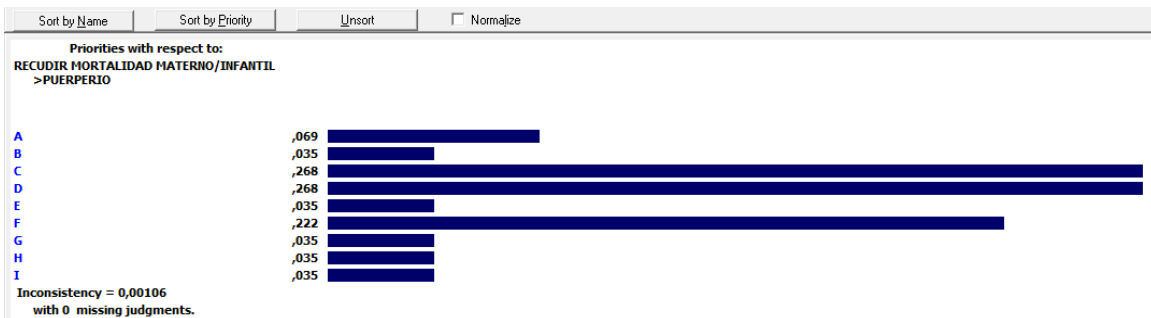 Sort by Name Sort by Priority Unsort Normalize
Priorities with respect to:
RECUDIR MORTALIDAD MATERNO/INFANTIL
>PUERPERIO
A ,069
B ,035
C ,268
D ,268
E ,035
F ,222
G ,035
H ,035
I ,035
Inconsistency = 0,00106
with 0 missing judgments.